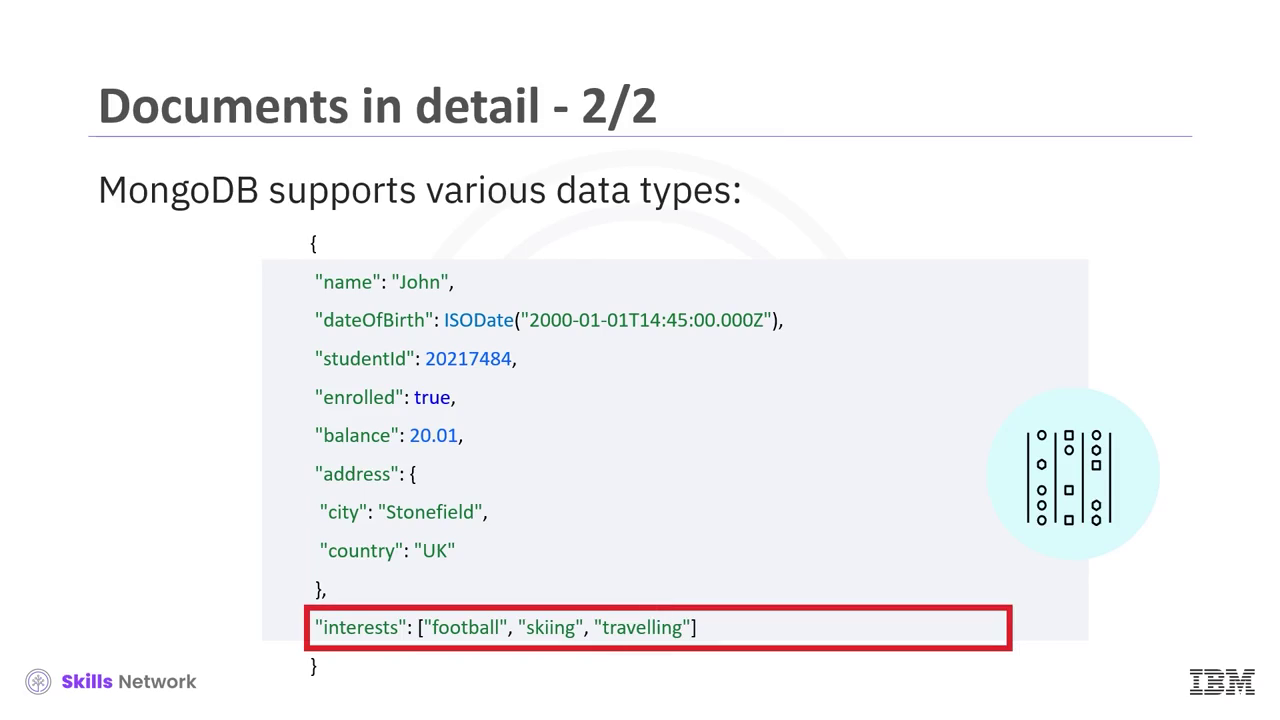 Documents in detail - 2/2
MongoDB supports various data types:
{
"name": "John",
"dateOfBirth": ISODate("2000-01-01T14:45:00.000Z"),
"studentId": 20217484,
"enrolled": true,
"balance": 20.01,
"address": {
"city": "Stonefield",
"country": "UK"
},
"interests": ["football", "skiing", "travelling"]
}
Skills Network
IBM